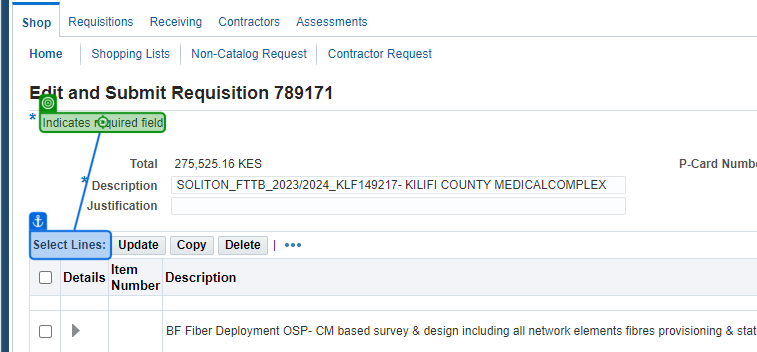 Shop Requisitions Receiving Contractors Assessments
Home Shopping Lists Non-Catalog Request Contractor Request
Edit and Submit Requisition 789171
* Indicates required field
Total 275,525.16 KES P-Card Numbe
* Description SOLITON_FTTB_2023/2024_KLF149217- KILIFI COUNTY MEDICALCOMPLEX
Justification
Select Lines: Update Copy Delete | •••
Details Item Number Description
BF Fiber Deployment OSP- CM based survey & design including all network elements fibres provisioning & stat